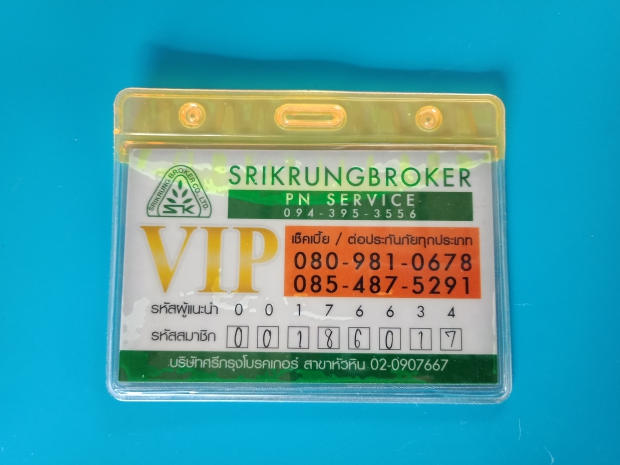 SRIKRUNG BROKER CO.,LTD.
SK
SRIKRUNGBROKER
PN SERVICE
094-395-3556
VIP
เช็คเบี้ย / ต่อประกันภัยทุกประเภท
080-981-0678
085-487-5291
รหัสผู้แนะนำ 0 0 1 7 6 6 3 4
รหัสสมาชิก 0 0 1 8 6 0 1 7
บริษัทศรีกรุงโบรคเกอร์ สาขาหัวหิน 02-0907667